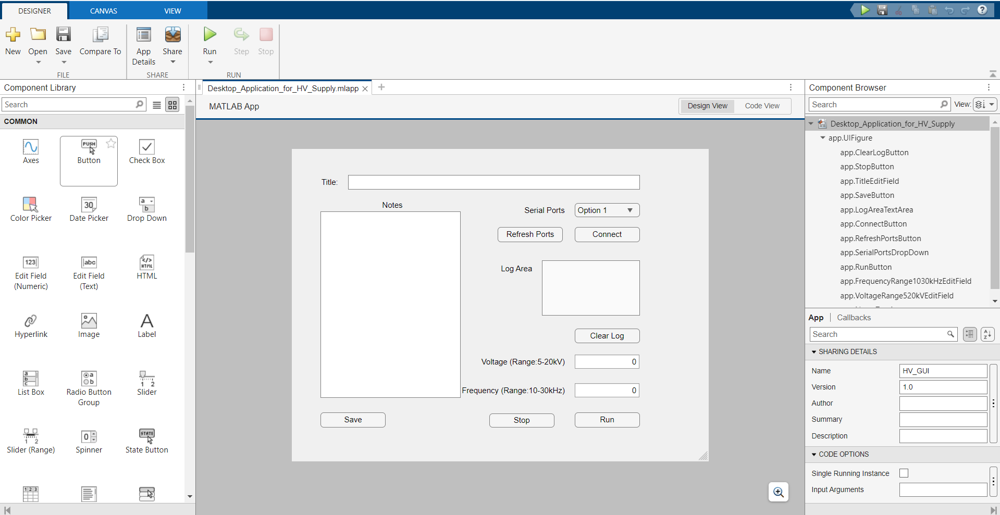 DESIGNER CANVAS VIEW
New Open Save Compare To App Details Share Run Step Stop
FILE SHARE RUN
Component Library
Search
COMMON
Axes
PUSH
Button
Check Box
Color Picker
30
Date Picker
a
b
Drop Down
123
Edit Field
(Numeric)
abc
Edit Field
(Text)
</>
HTML
HTML
Hyperlink
Image
A
Label
a
b
c
List Box
a
b
Radio Button
Group
1 2
Slider
1 2
Slider (Range)
0
Spinner
STATE
State Button
1 2 3
Desktop_Application_for_HV_Supply.mlapp
MATLAB App
Design View Code View
Title:
Notes
Serial Ports Option 1
Refresh Ports Connect
Log Area
Clear Log
Voltage (Range:5-20kV) 0
Frequency (Range:10-30kHz) 0
Save Stop Run
Component Browser
Search View:
Desktop_Application_for_HV_Supply
app.UIFigure
app.ClearLogButton
app.StopButton
app.TitleEditField
app.SaveButton
app.LogAreaTextArea
app.ConnectButton
app.RefreshPortsButton
app.SerialPortsDropDown
app.RunButton
app.FrequencyRange1030kHzEditField
app.VoltageRange520kVEditField
App Callbacks
Search
A
Z
SHARING DETAILS
Name HV_GUI
Version 1.0
Author
Summary
Description
CODE OPTIONS
Single Running Instance
Input Arguments